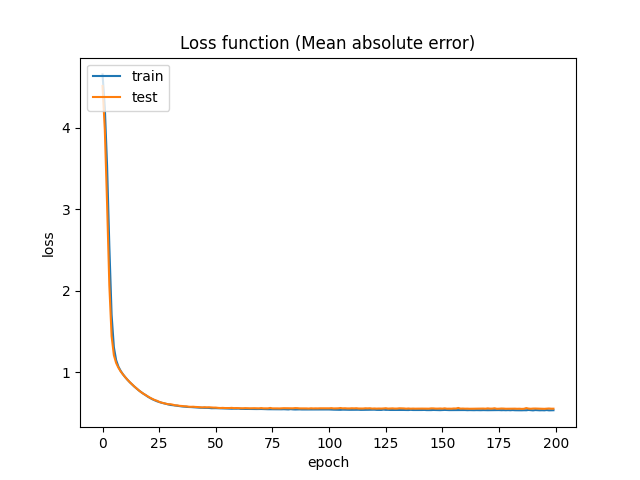 Loss function (Mean absolute error)
train
test
4
3
2
1
loss
0 25 50 75 100 125 150 175 200
epoch